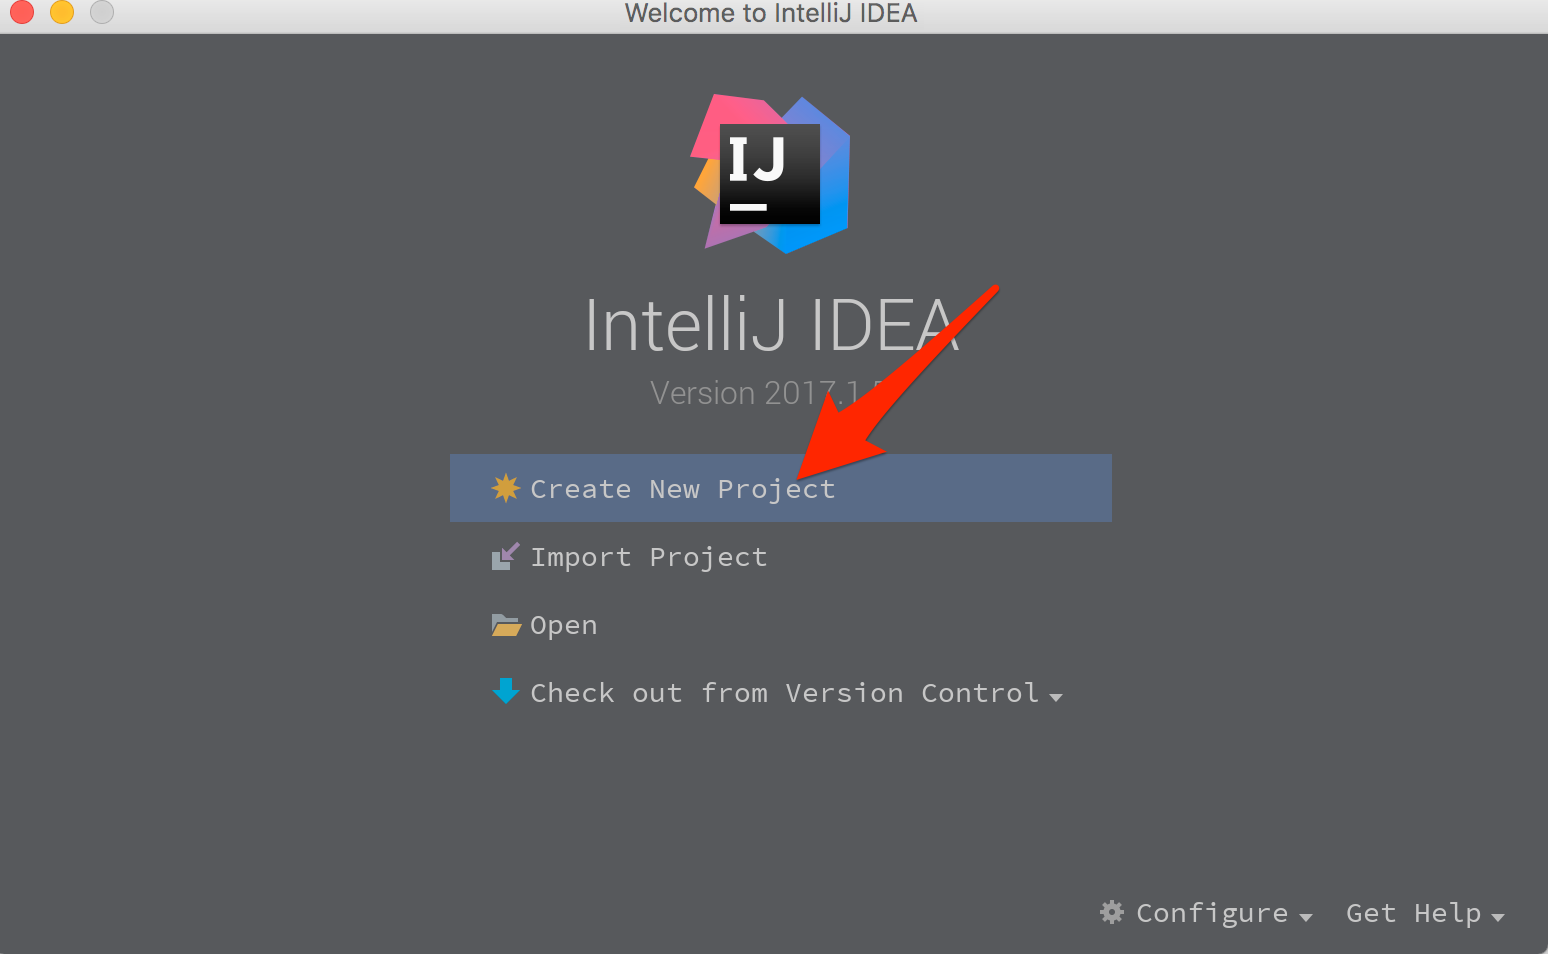 Welcome to IntelliJ IDEA
IJ
IntelliJ IDEA
Version 2017.1
Create New Project
Import Project
Open
Check out from Version Control
Configure
Get Help